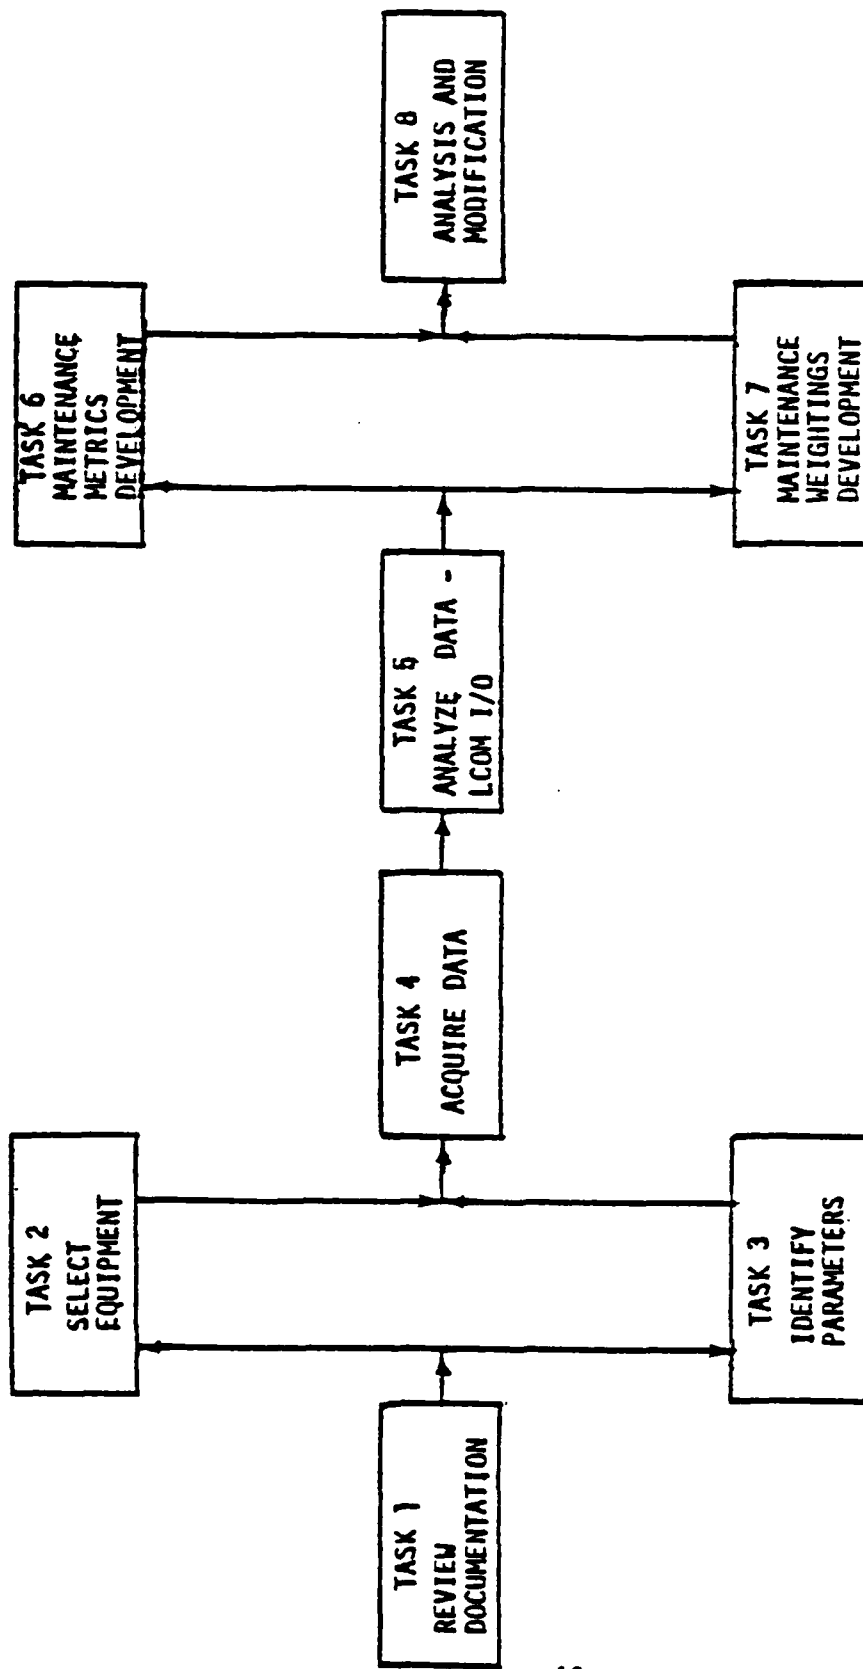 TASK 1
REVIEW
DOCUMENTATION
TASK 2
SELECT
EQUIPMENT
TASK 3
IDENTIFY
PARAMETERS
TASK 4
ACQUIRE DATA
TASK 5
ANALYZE DATA -
LCOM I/O
TASK 6
MAINTENANCE
METRICS
DEVELOPMENT
TASK 7
MAINTENANCE
WEIGHTINGS
DEVELOPMENT
TASK 8
ANALYSIS AND
MODIFICATION